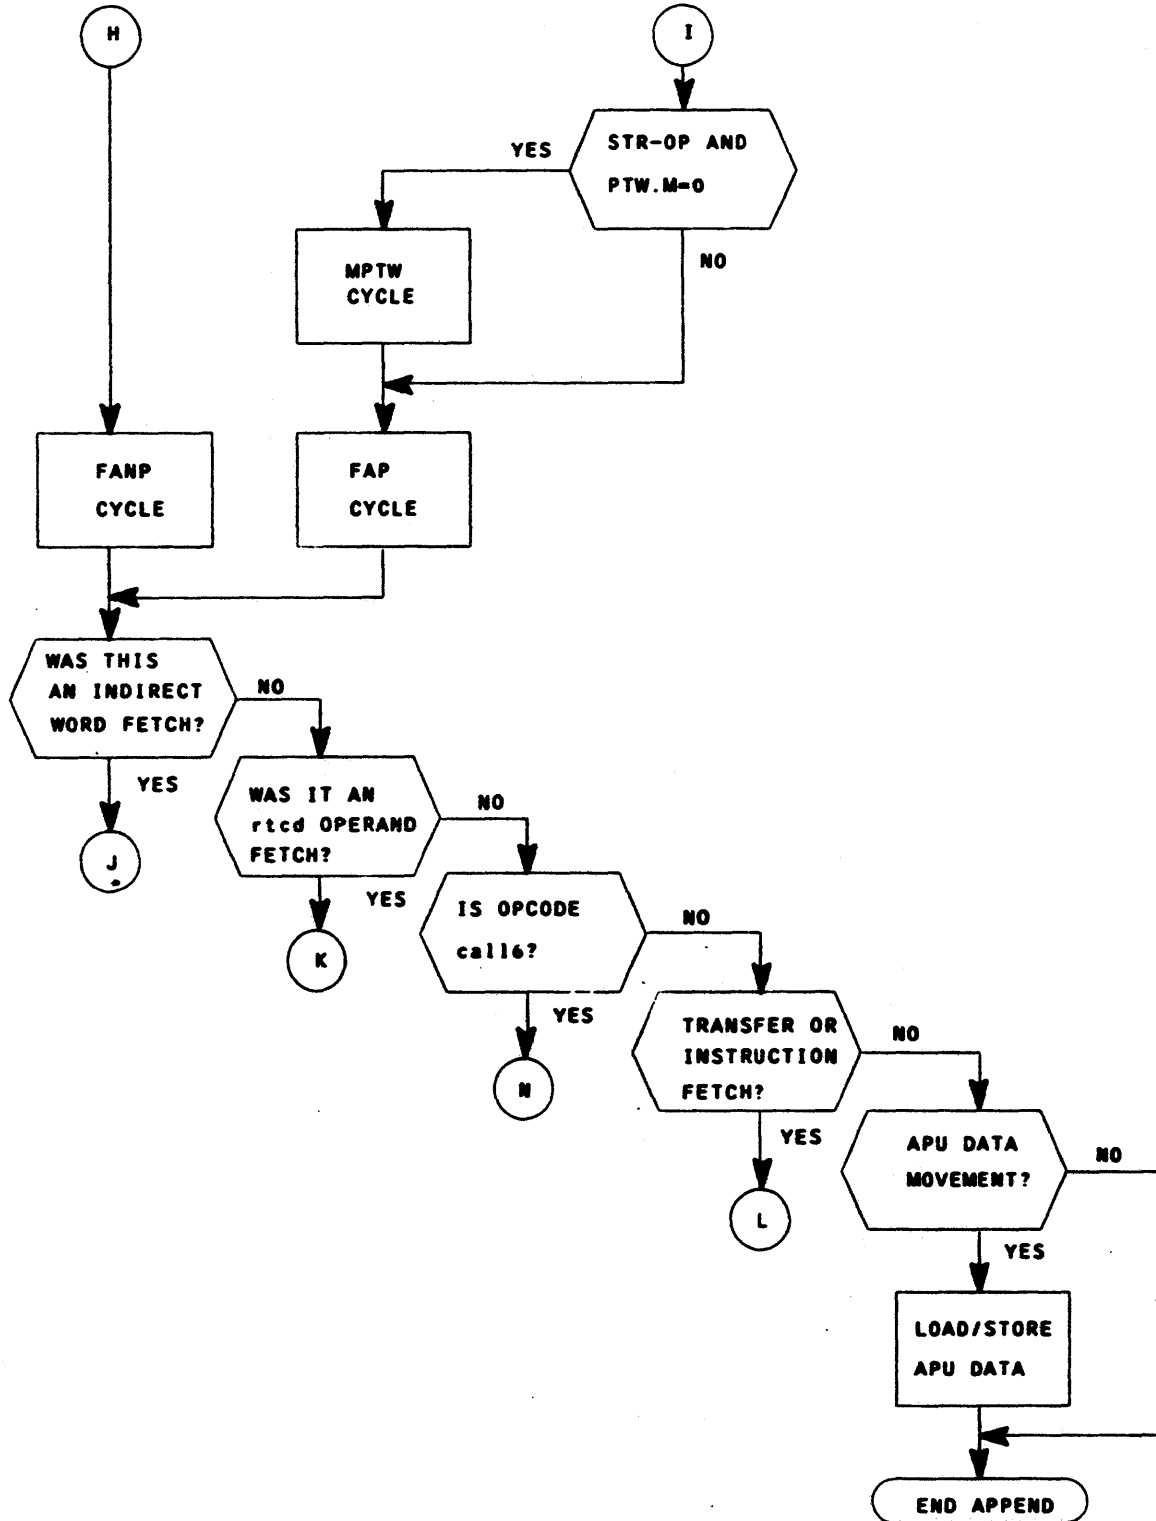 H
I
STR-OP AND
PTW.M=0
YES
NO
MPTW
CYCLE
FANP
CYCLE
FAP
CYCLE
WAS THIS
AN INDIRECT
WORD FETCH?
NO
YES
J
WAS IT AN
rtcd OPERAND
FETCH?
NO
YES
K
IS OPCODE
call6?
NO
YES
N
TRANSFER OR
INSTRUCTION
FETCH?
NO
YES
L
APU DATA
MOVEMENT?
NO
YES
LOAD/STORE
APU DATA
END APPEND